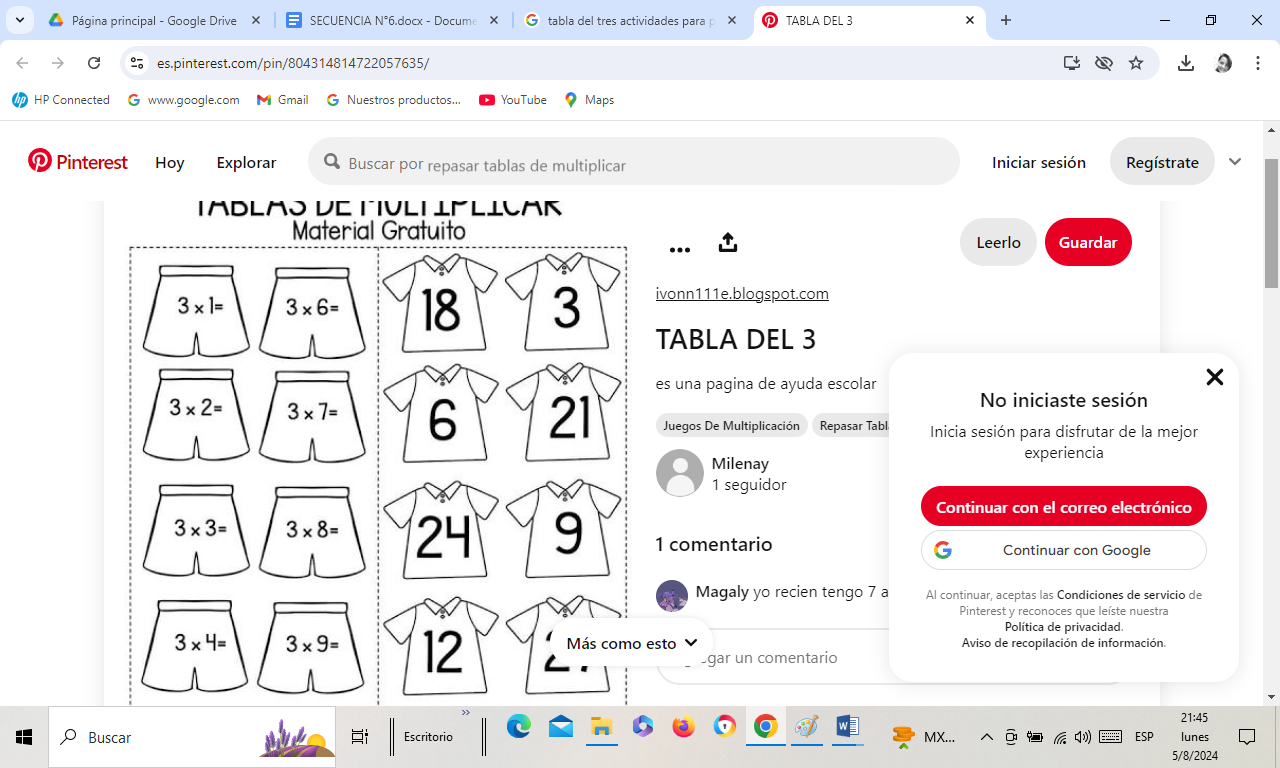 Página principal - Google Drive
SECUENCIA N°6.docx - Docume
tabla del tres actividades para p
TABLA DEL 3
es.pinterest.com/pin/804314814722057635/
HP Connected
www.google.com
Gmail
Nuestros productos...
YouTube
Maps
Pinterest
Hoy
Explorar
Buscar por repasar tablas de multiplicar
Iniciar sesión
Regístrate
TABLAS DE MULTIPLICAR
Material Gratuito
3 x 1=
3 x 6=
18
3
3 x 2=
3 x 7=
6
21
3 x 3=
3 x 8=
24
9
3 x 4=
3 x 9=
12
Leerlo
Guardar
ivonn111e.blogspot.com
TABLA DEL 3
es una pagina de ayuda escolar
Juegos De Multiplicación
Repasar Tabla
Milenay
1 seguidor
1 comentario
Magaly yo recien tengo 7 a
gar un comentario
Más como esto
No iniciaste sesión
Inicia sesión para disfrutar de la mejor
experiencia
Continuar con el correo electrónico
Continuar con Google
Al continuar, aceptas las Condiciones de servicio de
Pinterest y reconoces que leíste nuestra
Política de privacidad.
Aviso de recopilación de información.
Buscar
Escritorio
MX...
ESP
21:45
lunes
5/8/2024